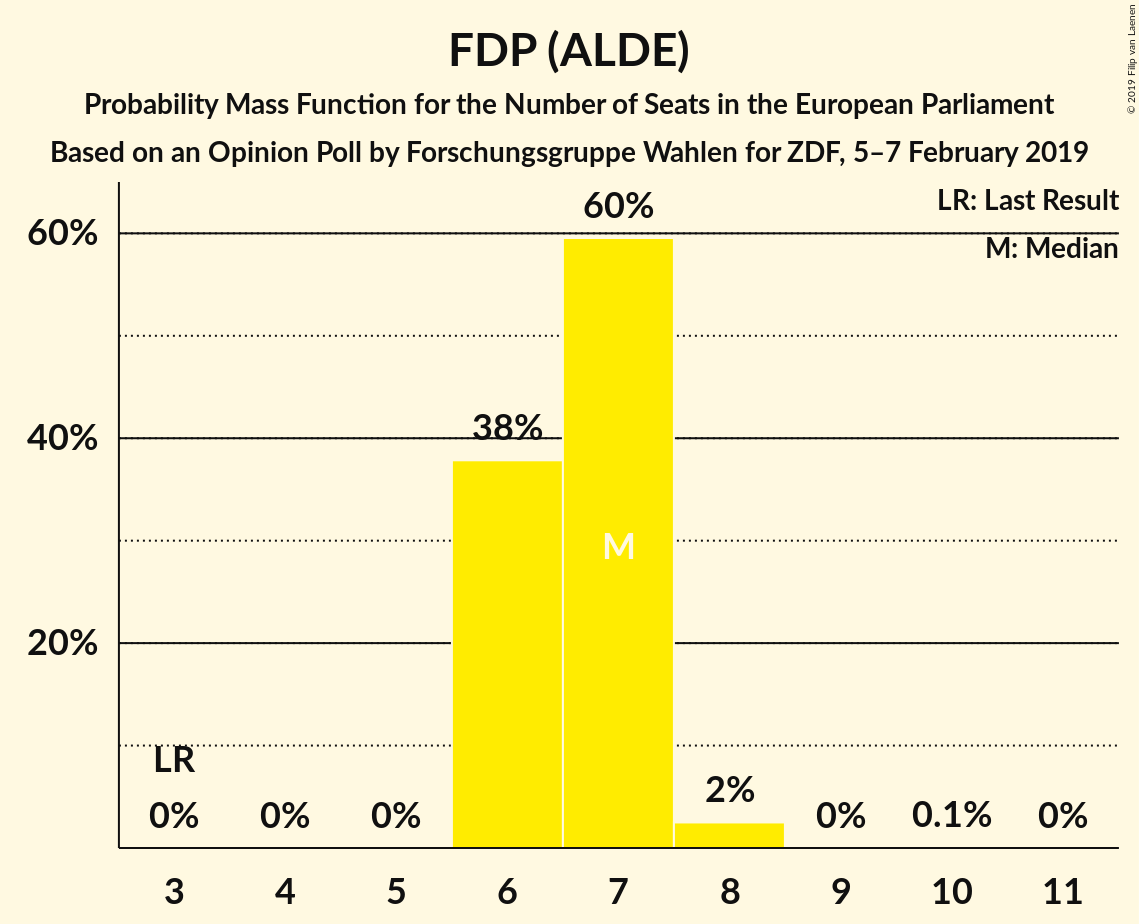 FDP (ALDE)
Probability Mass Function for the Number of Seats in the European Parliament
Based on an Opinion Poll by Forschungsgruppe Wahlen for ZDF, 5–7 February 2019
© 2019 Filip van Laenen
LR: Last Result
M: Median
60%
40%
20%
LR
0%
0%
0%
38%
60%
M
2%
0%
0.1%
0%
3 4 5 6 7 8 9 10 11